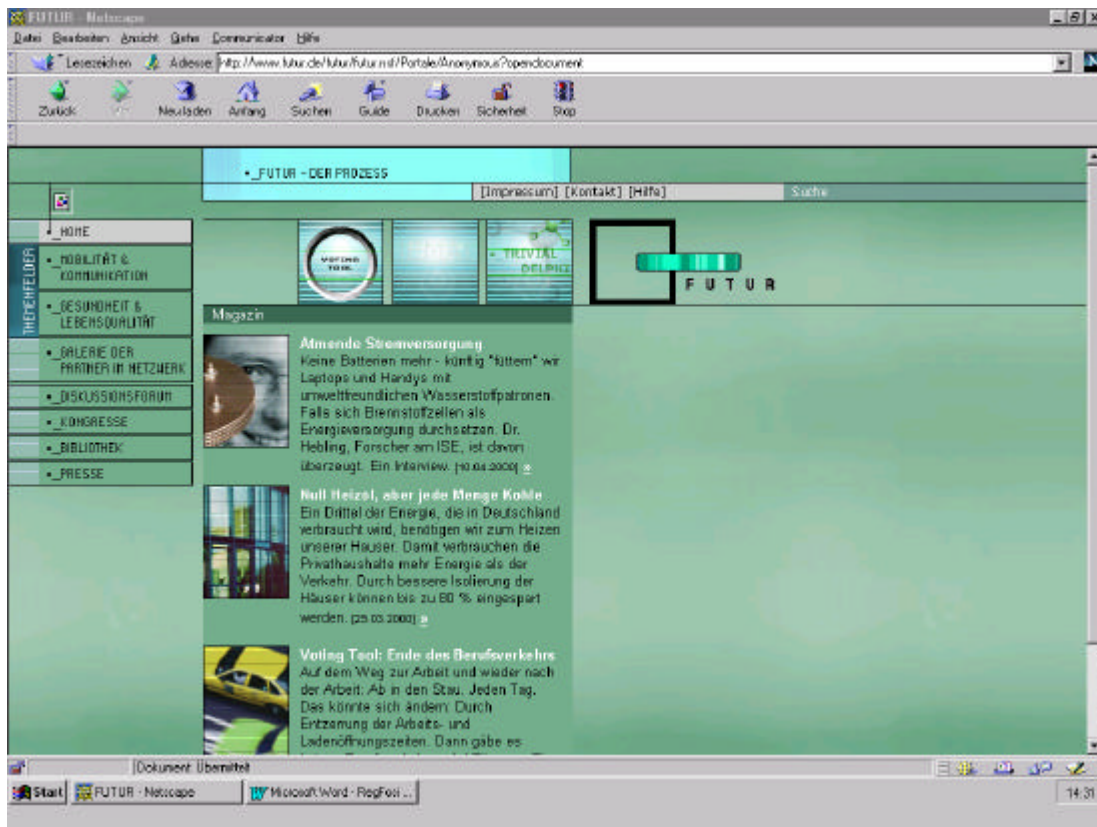 FUTUR - Netscape
Datei Bearbeiten Ansicht Gehe Communicator Hilfe
Lesezeichen Adresse http://www.futur.de/futur/futur.nsf/Portale/Anonymous?opendocument
Zurück Neu laden Anfang Suchen Guide Drucken Sicherheit Stop
•_FUTUR - DER PROZESS
[Impressum] [Kontakt] [Hilfe] Suche
•_HOME
THEMENFELDER
•_MOBILITÄT &
KOMMUNIKATION
•_GESUNDHEIT &
LEBENSQUALITÄT
•_GALERIE DER
PARTNER IM NETZWERK
•_DISKUSSIONSFORUM
•_KONGRESSE
•_BIBLIOTHEK
•_PRESSE
VOTING
TOOL
TRIVIAL
DELPHI
FUTUR
Magazin
Atmende Stromversorgung
Keine Batterien mehr - künftig "füttern" wir
Laptops und Handys mit
umweltfreundlichen Wasserstoffpatronen.
Falls sich Brennstoffzellen als
Energieversorgung durchsetzen. Dr.
Hebling, Forscher am ISE, ist davon
überzeugt. Ein Interview. [10.04.2000] »
Null Heizöl, aber jede Menge Kohle
Ein Drittel der Energie, die in Deutschland
verbraucht wird, benötigen wir zum Heizen
unserer Häuser. Damit verbrauchen die
Privathaushalte mehr Energie als der
Verkehr. Durch bessere Isolierung der
Häuser können bis zu 80 % eingespart
werden. [25.03.2000] »
Voting Tool: Ende des Berufsverkehrs
Auf dem Weg zur Arbeit und wieder nach
der Arbeit: Ab in den Stau. Jeden Tag.
Das könnte sich ändern: Durch
Entzerrung der Arbeits- und
Ladenöffnungszeiten. Dann gäbe es
Dokument: Übermittelt
Start FUTUR - Netscape Microsoft Word - RegFosi ... 14:31